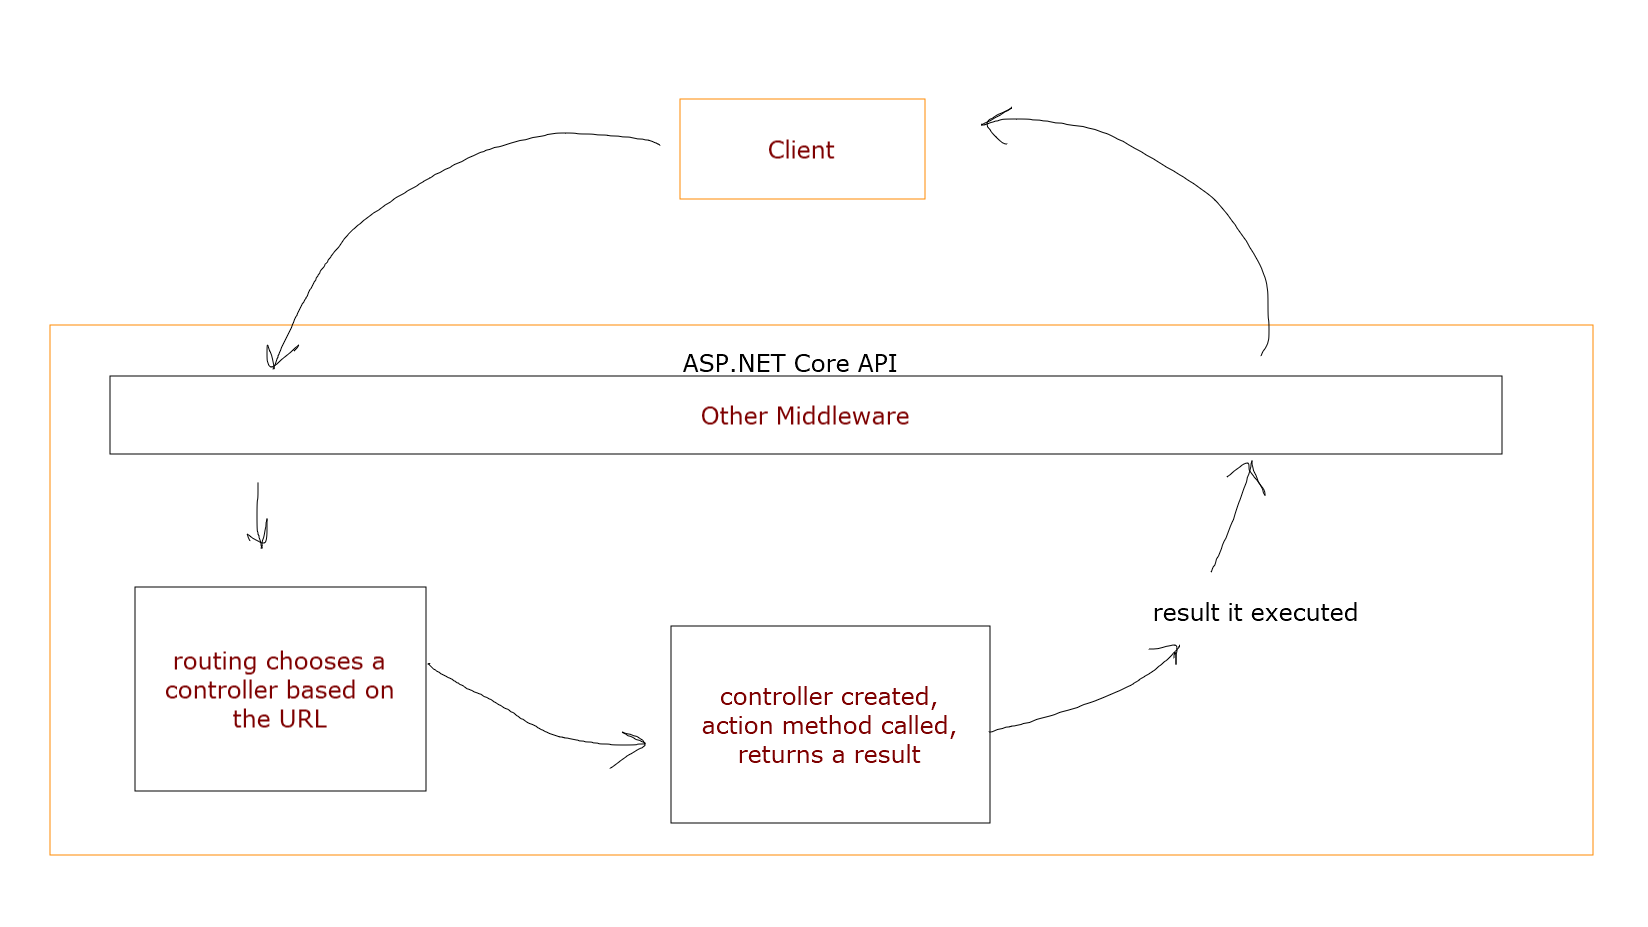 Client
ASP.NET Core API
Other Middleware
routing chooses a
controller based on
the URL
controller created,
action method called,
returns a result
result it executed